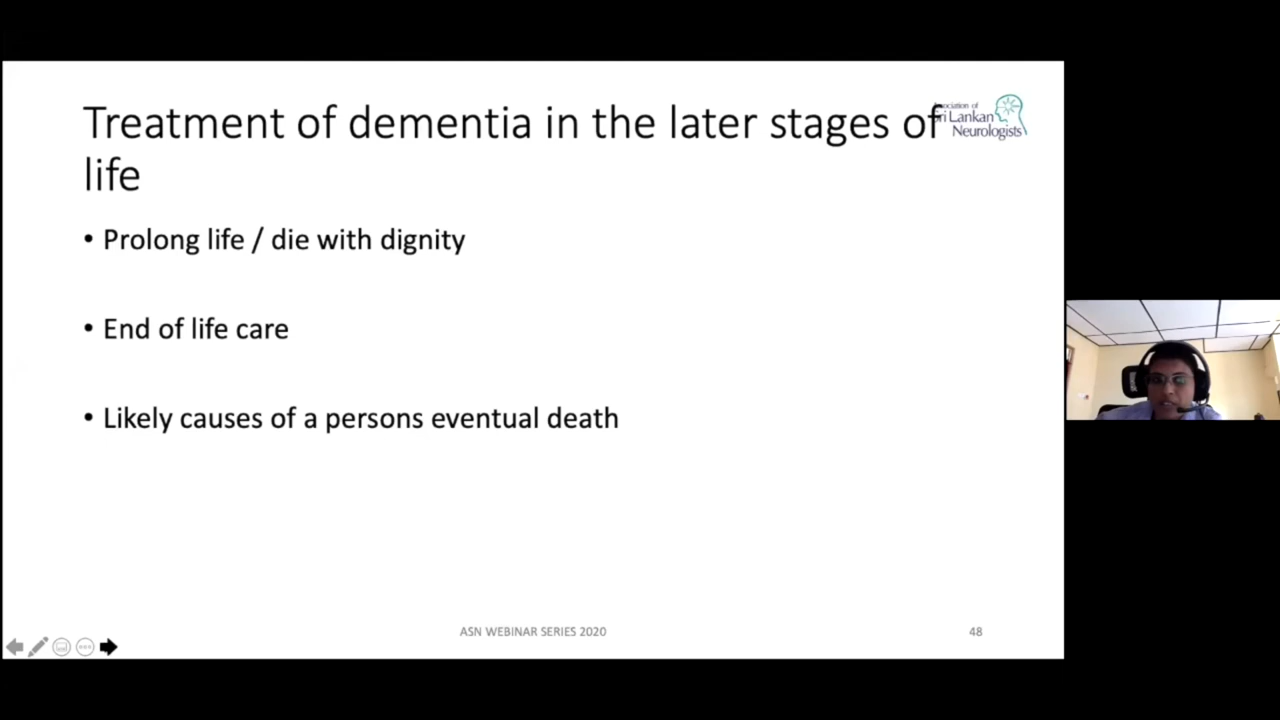 Treatment of dementia in the later stages of
life
Association of
Sri Lankan
Neurologists
• Prolong life / die with dignity
• End of life care
• Likely causes of a persons eventual death
ASN WEBINAR SERIES 2020
48